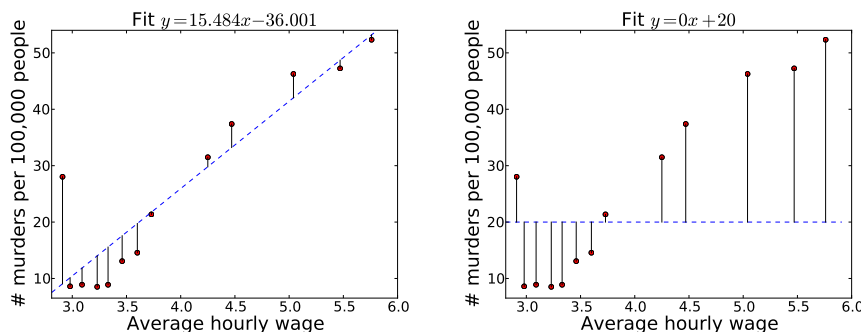 Fit y=15.484x−36.001
# murders per 100,000 people
50
40
30
20
10
3.0 3.5 4.0 4.5 5.0 5.5 6.0
Average hourly wage
Fit y=0x+20
# murders per 100,000 people
50
40
30
20
10
3.0 3.5 4.0 4.5 5.0 5.5 6.0
Average hourly wage